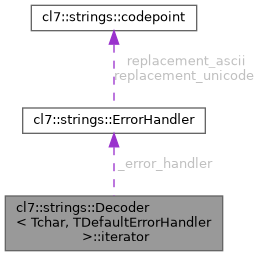 cl7::strings::codepoint
replacement_ascii
replacement_unicode
cl7::strings::ErrorHandler
_error_handler
cl7::strings::Decoder
< Tchar, TDefaultErrorHandler
>::iterator